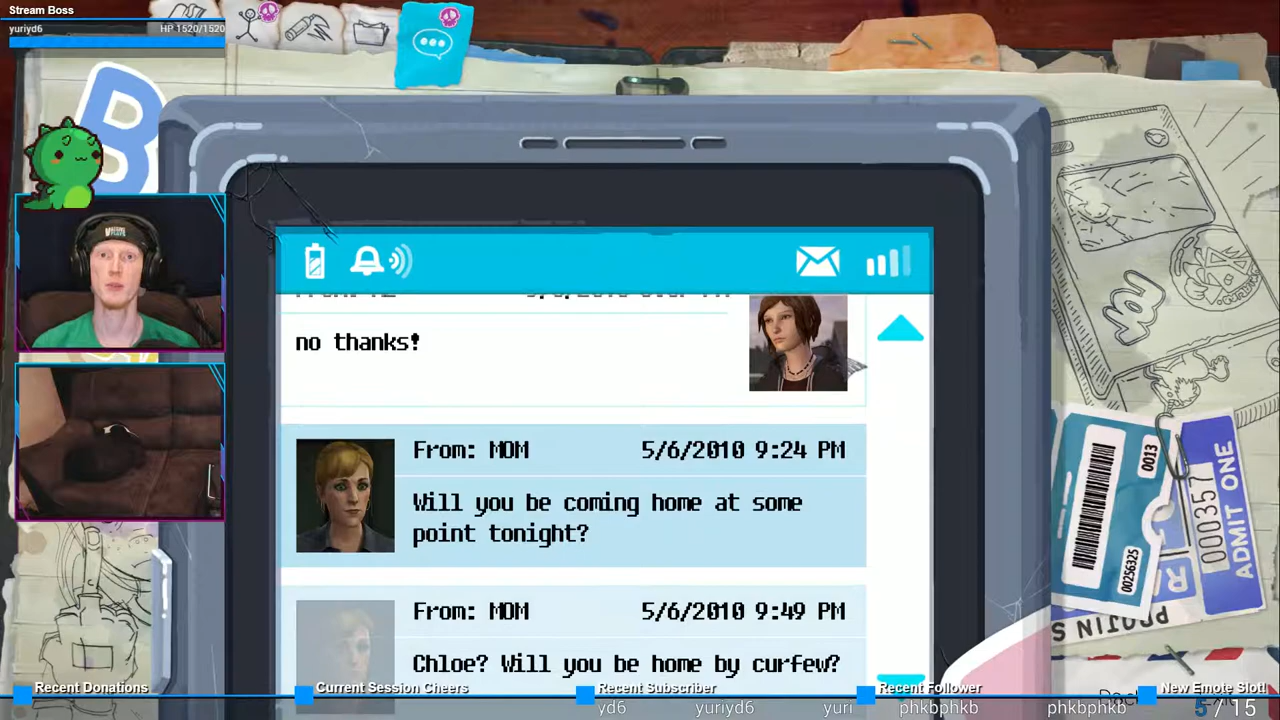 Stream Boss
yuriyd6
HP 1520/1520
B
no thanks!
From: MOM
5/6/2010 9:24 PM
Will you be coming home at some
point tonight?
From: MOM
5/6/2010 9:49 PM
Chloe? Will you be home by curfew?
0013
00256325
000357
ADMIT ONE
Recent Donations
Current Session Cheers
Recent Subscriber
Recent Follower
New Emote Slot!
yd6
yuriyd6
yuri
phkbphkb
phkbphkb
5 / 15